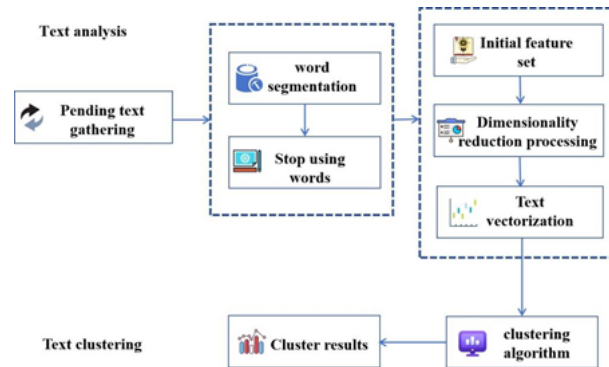 Text analysis
Pending text
gathering
word
segmentation
Stop using
words
Initial feature
set
Dimensionality
reduction processing
Text
vectorization
Text clustering
Cluster results
clustering
algorithm